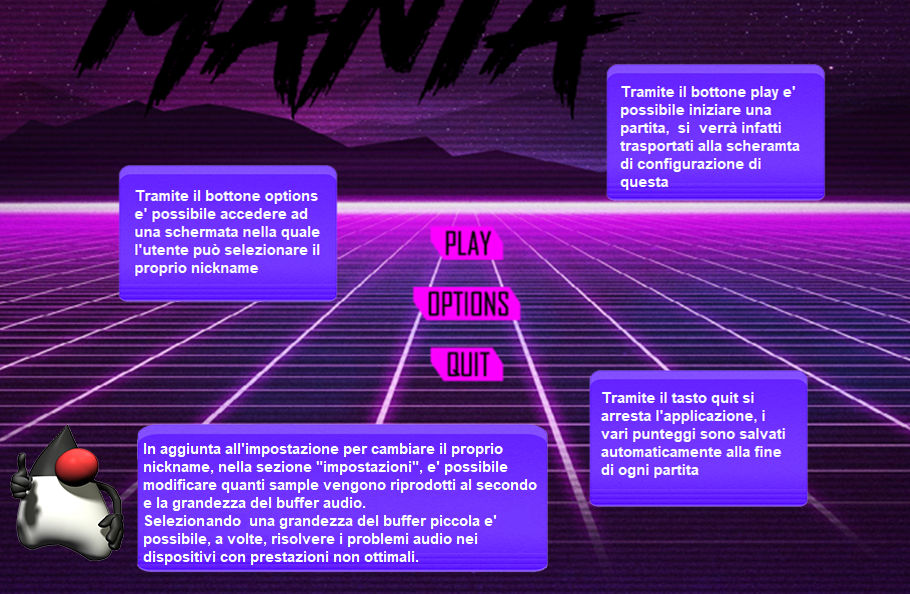 MANIA
Tramite il bottone play e'
possibile iniziare una
partita, si verrà infatti
trasportati alla scheramta
di configurazione di
questa
Tramite il bottone options
e' possibile accedere ad
una schermata nella quale
l'utente può selezionare il
proprio nickname
PLAY
OPTIONS
QUIT
Tramite il tasto quit si
arresta l'applicazione, i
vari punteggi sono salvati
automaticamente alla fine
di ogni partita
In aggiunta all'impostazione per cambiare il proprio
nickname, nella sezione "impostazioni", e' possibile
modificare quanti sample vengono riprodotti al secondo
e la grandezza del buffer audio.
Selezionando una grandezza del buffer piccola e'
possibile, a volte, risolvere i problemi audio nei
dispositivi con prestazioni non ottimali.